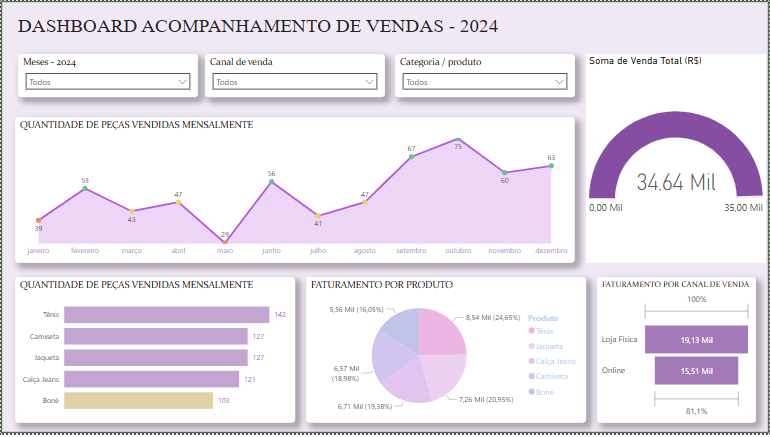 DASHBOARD ACOMPANHAMENTO DE VENDAS - 2024
Meses - 2024
Todos
Canal de venda
Todos
Categoria / produto
Todos
Soma de Venda Total (R$)
34,64 Mil
0,00 Mil
35,00 Mil
QUANTIDADE DE PEÇAS VENDIDAS MENSALMENTE
39
53
43
47
29
56
41
47
67
75
60
63
janeiro
fevereiro
março
abril
maio
junho
julho
agosto
setembro
outubro
novembro
dezembro
QUANTIDADE DE PEÇAS VENDIDAS MENSALMENTE
Tênis
142
Camiseta
127
Jaqueta
127
Calça Jeans
121
Boné
103
FATURAMENTO POR PRODUTO
5,56 Mil (16,05%)
8,54 Mil (24,65%)
6,57 Mil
(18,98%)
6,71 Mil (19,38%)
7,26 Mil (20,95%)
Produto
Tênis
Jaqueta
Calça Jeans
Camiseta
Boné
FATURAMENTO POR CANAL DE VENDA
100%
Loja Física
19,13 Mil
Online
15,51 Mil
81,1%